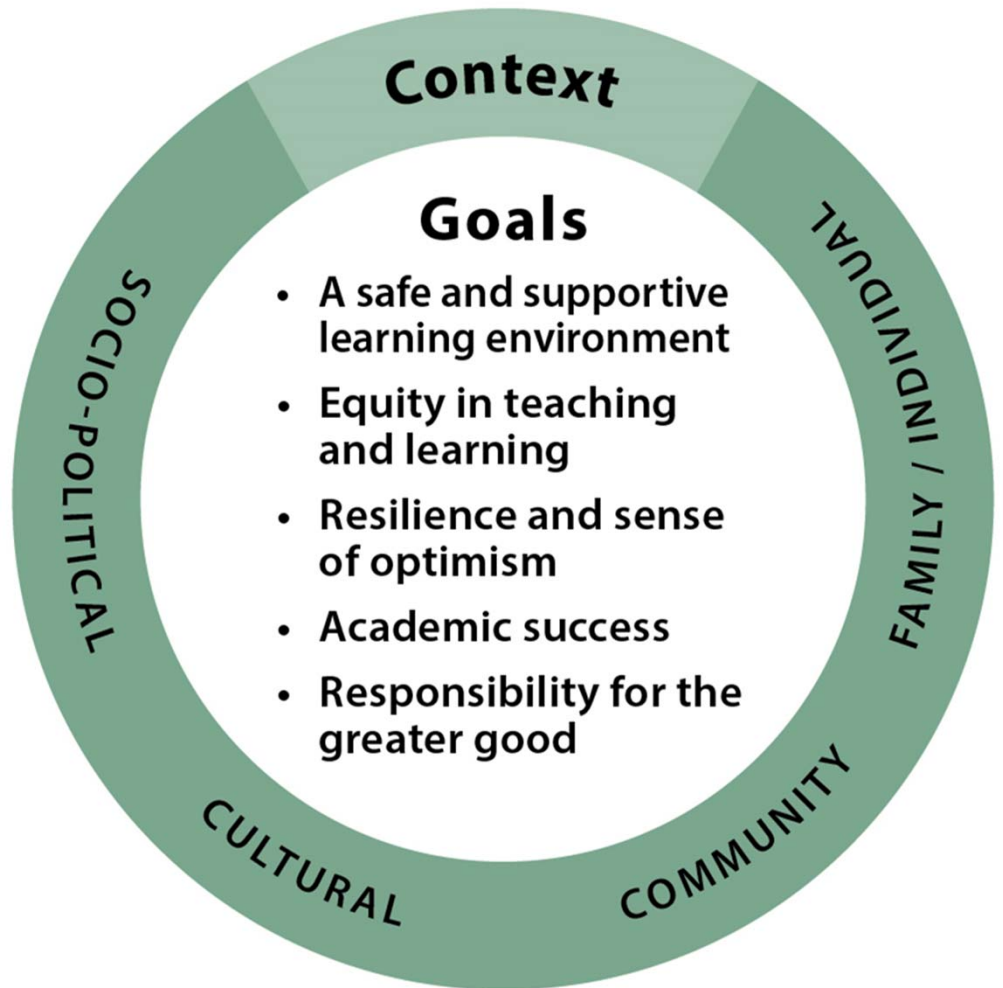 Context
Goals
• A safe and supportive
learning environment
• Equity in teaching
and learning
• Resilience and sense
of optimism
• Academic success
• Responsibility for the
greater good
SOCIO-POLITICAL
CULTURAL
COMMUNITY
FAMILY / INDIVIDUAL